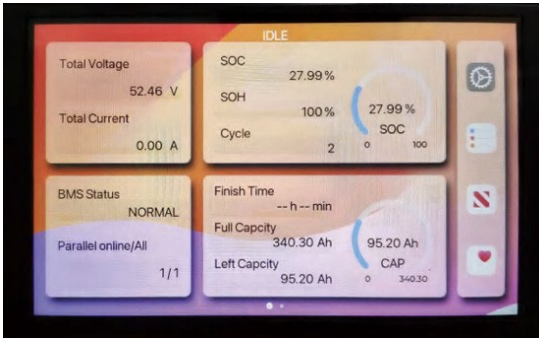 IDLE
Total Voltage
52.46 V
Total Current
0.00 A
SOC
27.99 %
SOH
100 %
Cycle
2
27.99 %
SOC
0 100
BMS Status
NORMAL
Parallel online/All
1/1
Finish Time
-- h -- min
Full Capcity
340.30 Ah
Left Capcity
95.20 Ah
95.20 Ah
CAP
0 340.30